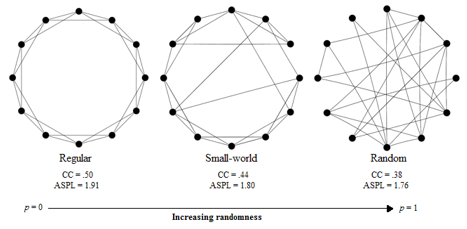 Regular
CC = .50
ASPL = 1.91
Small-world
CC = .44
ASPL = 1.80
Random
CC = .38
ASPL = 1.76
p = 0
p = 1
Increasing randomness